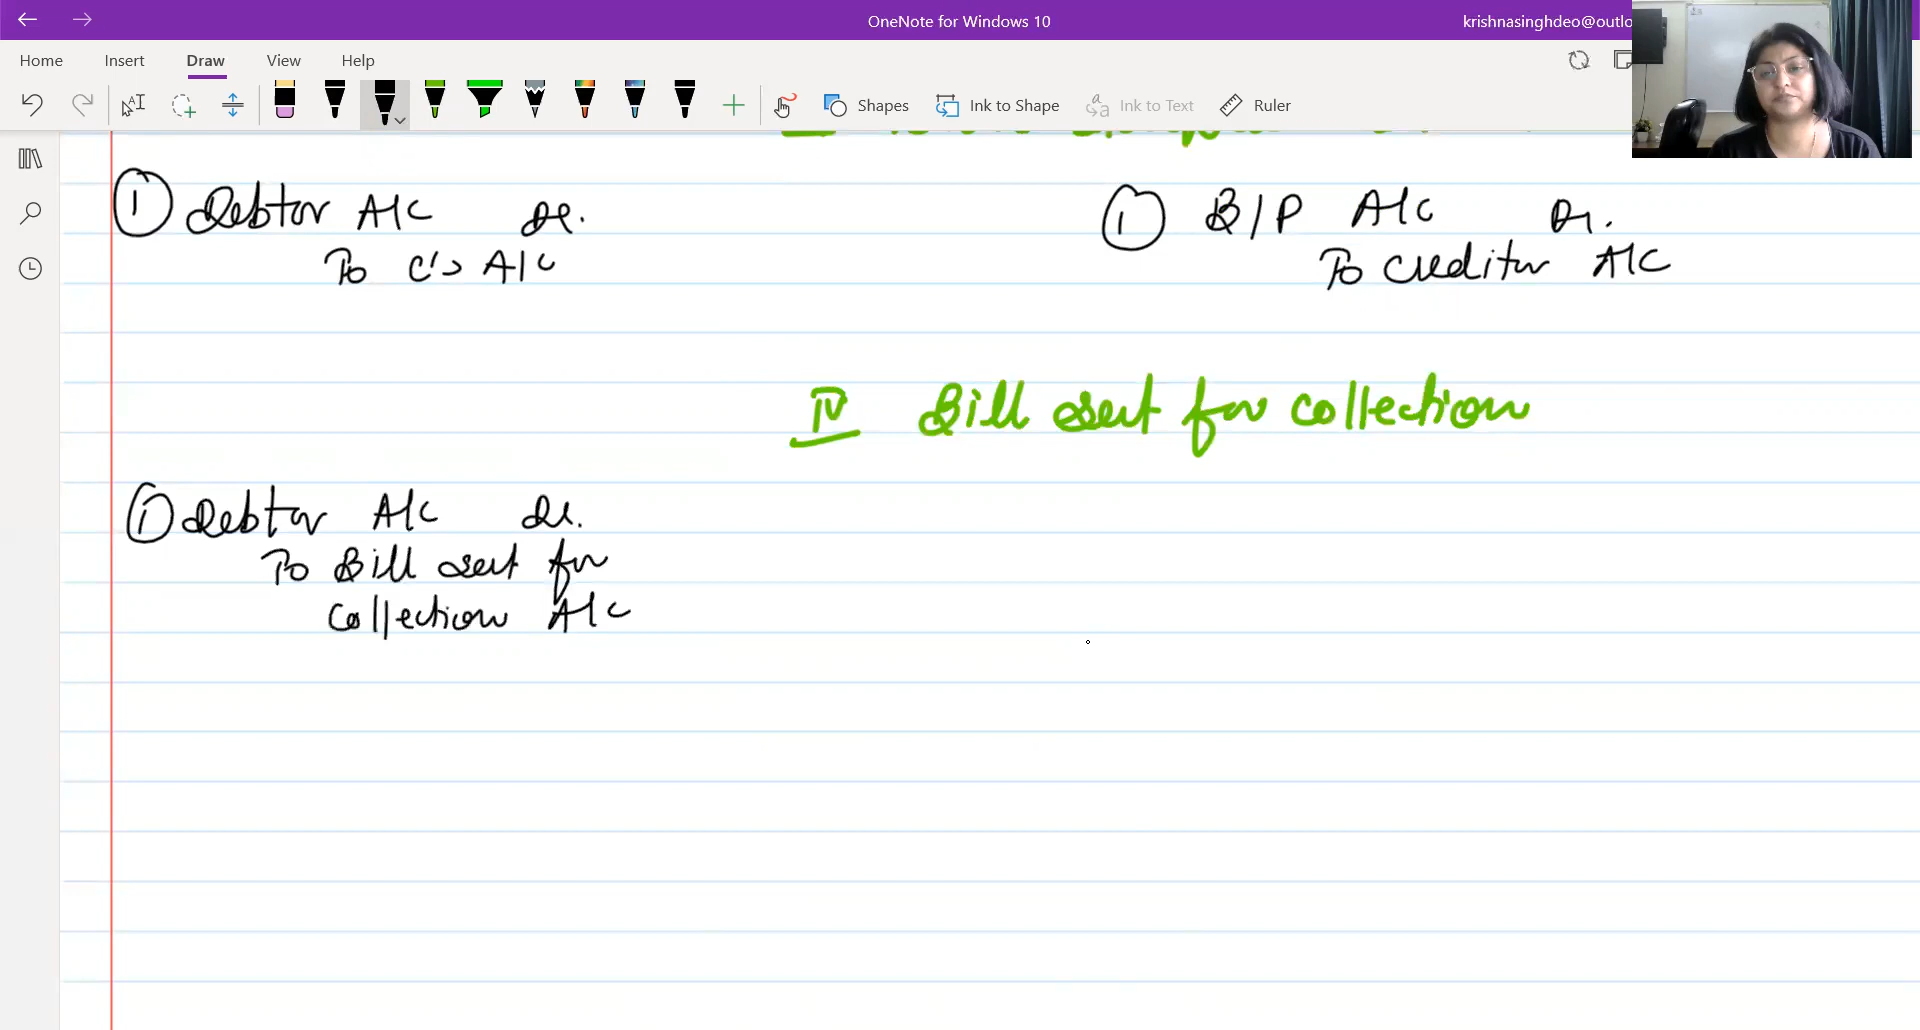 OneNote for Windows 10
krishnasinghdeo@outlo
Home Insert Draw View Help
Shapes Ink to Shape Ink to Text Ruler
① Debtor A/C Dr.
To C's A/C
① B/P A/C Dr.
To Creditor A/C
IV Bill sent for collection
① Debtor A/C Dr.
To Bill sent for
collection A/C